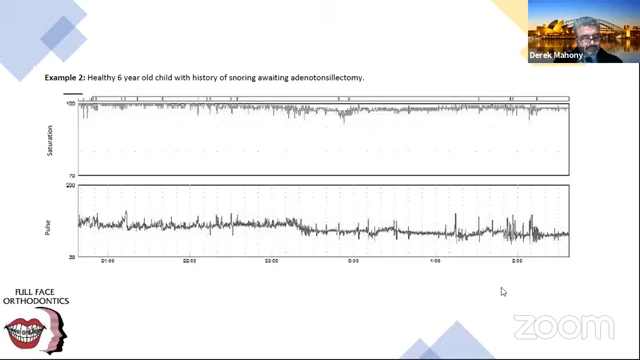 Derek Mahony
Example 2: Healthy 6 year old child with history of snoring awaiting adenotonsillectomy.
100
Saturation
70
200
Pulse
21:00 22:00 23:00 0:00 1:00 2:00
FULL FACE
ORTHODONTICS
zoom